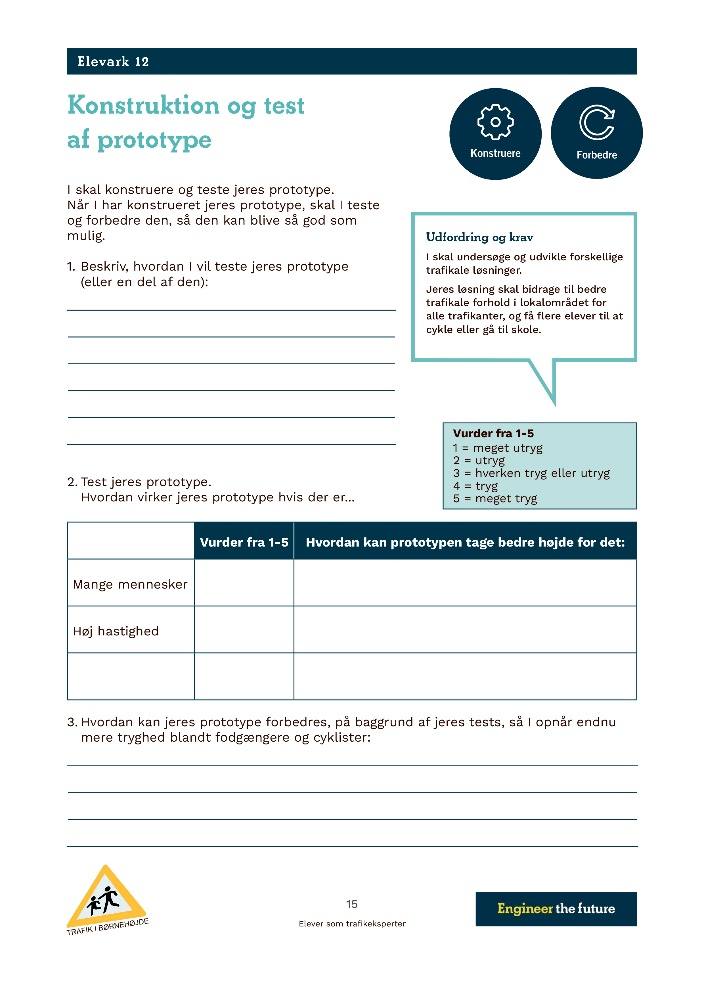 Elevark 12
Konstruktion og test
af prototype
Konstruere
Forbedre
I skal konstruere og teste jeres prototype.
Når I har konstrueret jeres prototype, skal I teste
og forbedre den, så den kan blive så god som
mulig.
1. Beskriv, hvordan I vil teste jeres prototype
(eller en del af den):
Udfordring og krav
I skal undersøge og udvikle forskellige
trafikale løsninger.
Jeres løsning skal bidrage til bedre
trafikale forhold i lokalområdet for
alle trafikanter, og få flere elever til at
cykle eller gå til skole.
Vurder fra 1-5
1 = meget utryg
2 = utryg
3 = hverken tryg eller utryg
4 = tryg
5 = meget tryg
2. Test jeres prototype.
Hvordan virker jeres prototype hvis der er...
Vurder fra 1-5
Hvordan kan prototypen tage bedre højde for det:
Mange mennesker
Høj hastighed
3. Hvordan kan jeres prototype forbedres, på baggrund af jeres tests, så I opnår endnu
mere tryghed blandt fodgængere og cyklister:
TRAFIK I BØRNEHØJDE
15
Elever som trafikeksperter
Engineer the future